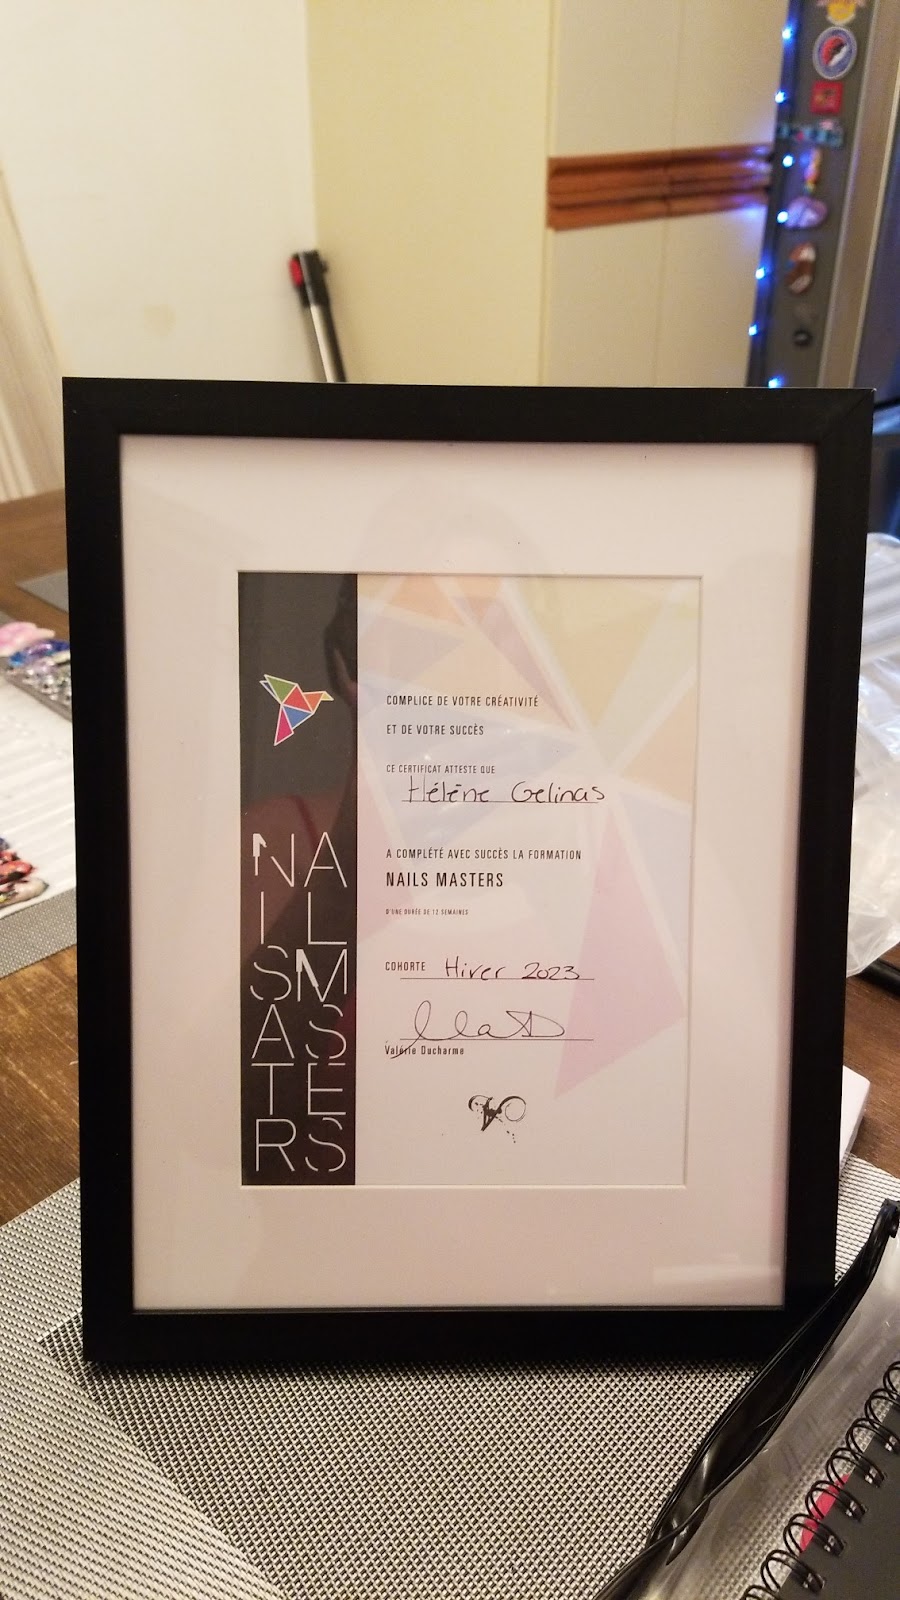 NAILS MASTERS
COMPLICE DE VOTRE CRÉATIVITÉ
ET DE VOTRE SUCCÈS
CE CERTIFICAT ATTESTE QUE
Hélène Gelinas
A COMPLÉTÉ AVEC SUCCÈS LA FORMATION
NAILS MASTERS
D'UNE DURÉE DE 12 SEMAINES
COHORTE Hiver 2023
Valérie Ducharme